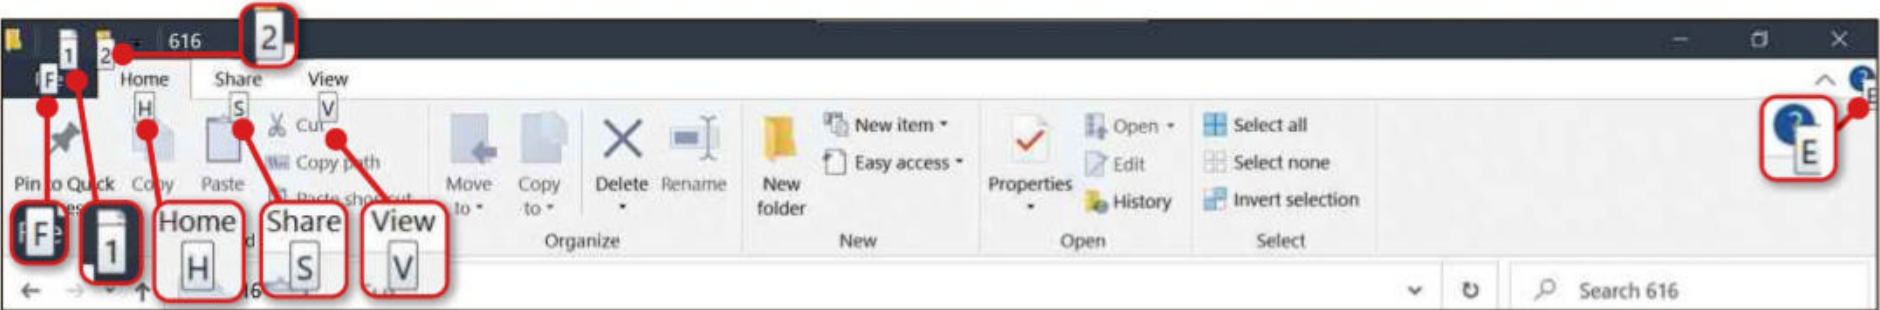 1 2 616 2
F Home Share View
H S V E
Cut New item Open Select all
E
Copy path Easy access Edit Select none
Pin to Quick Copy Paste Move to Copy to Delete Rename New folder Properties History Invert selection
F 1 Home H Share S View V
Organize New Open Select
Search 616